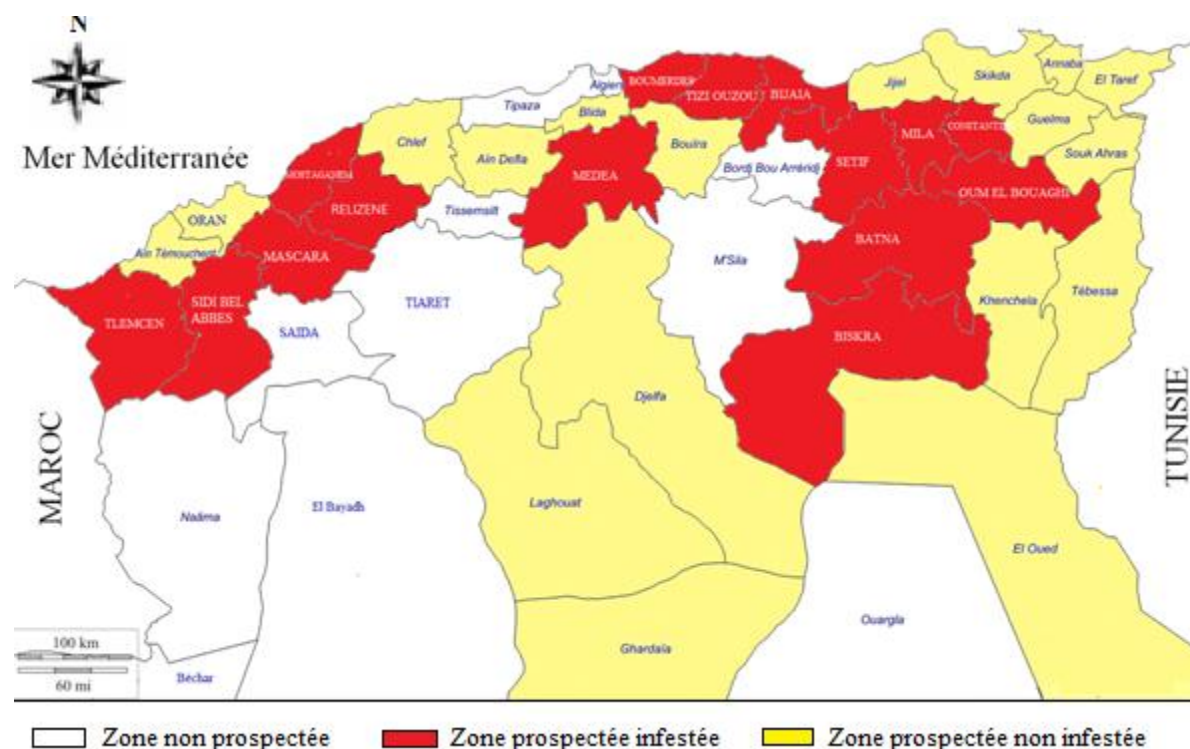 N
Mer Méditerranée
MAROC
TUNISIE
Tipaza
Alger
BOUMERDES
TIZI OUZOU
BIJAIA
Jijel
Skikda
Annaba
El Taref
Chlef
Blida
Aïn Defla
Bouira
MILA
Guelma
Souk Ahras
MEDEA
Bordj Bou Arréridj
SETIF
OUM EL BOUAGHI
MOSTAGANEM
RELIZENE
Tissemsilt
ORAN
Aïn Témouchent
MASCARA
M'Sila
BATNA
Khenchela
Tébessa
TLEMCEN
SIDI BEL
ABBES
SAIDA
TIARET
BISKRA
Djelfa
Laghouat
Naâma
El Bayadh
El Oued
Ouargla
Ghardaïa
Béchar
100 km
60 mi
Zone non prospectée
Zone prospectée infestée
Zone prospectée non infestée